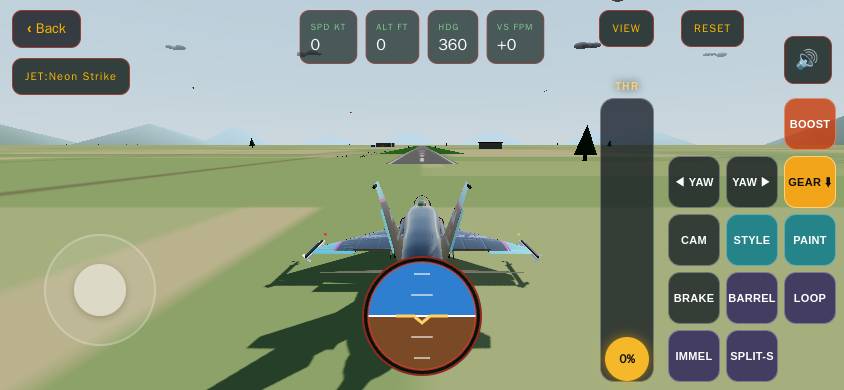 ‹ Back
JET:Neon Strike
SPD KT
0
ALT FT
0
HDG
360
VS FPM
+0
VIEW
RESET
THR
BOOST
◀ YAW
YAW ▶
GEAR ⬇
CAM
STYLE
PAINT
BRAKE
BARREL
LOOP
0%
IMMEL
SPLIT-S